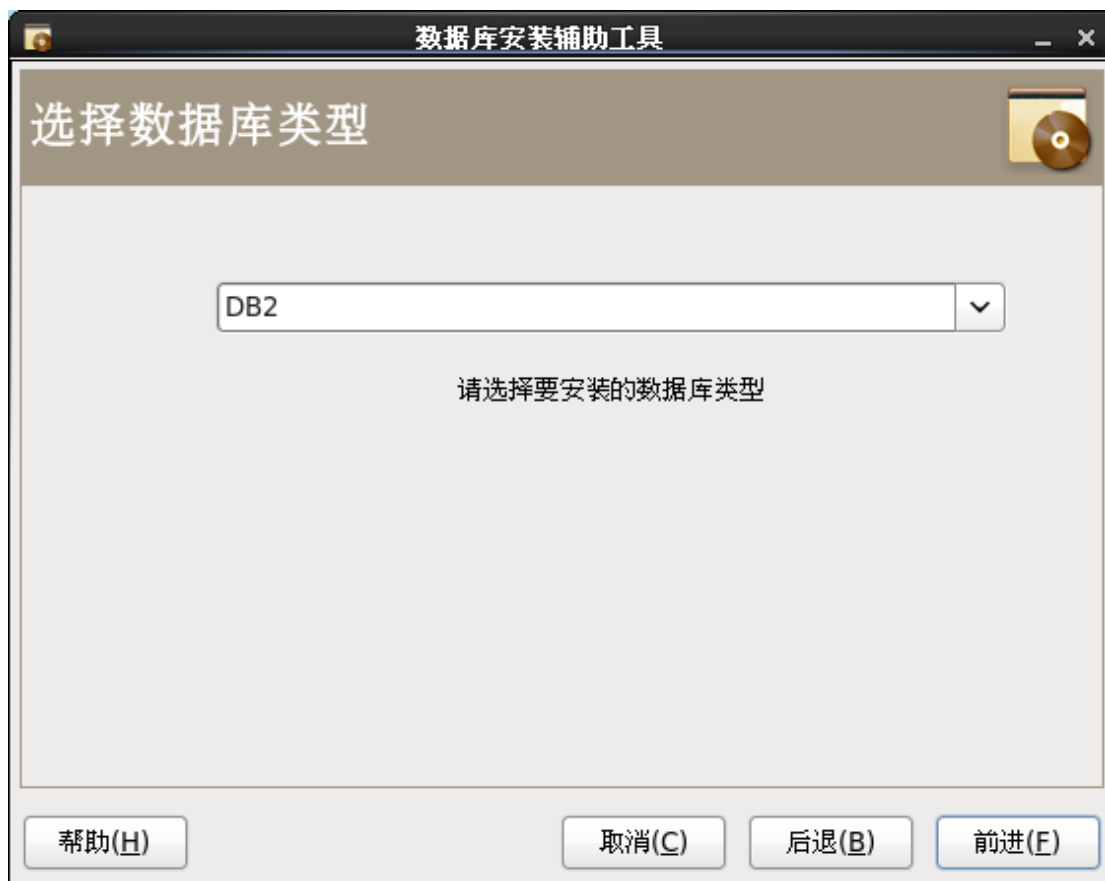 数据库安装辅助工具
选择数据库类型
DB2
请选择要安装的数据库类型
帮助(H)
取消(C)
后退(B)
前进(F)